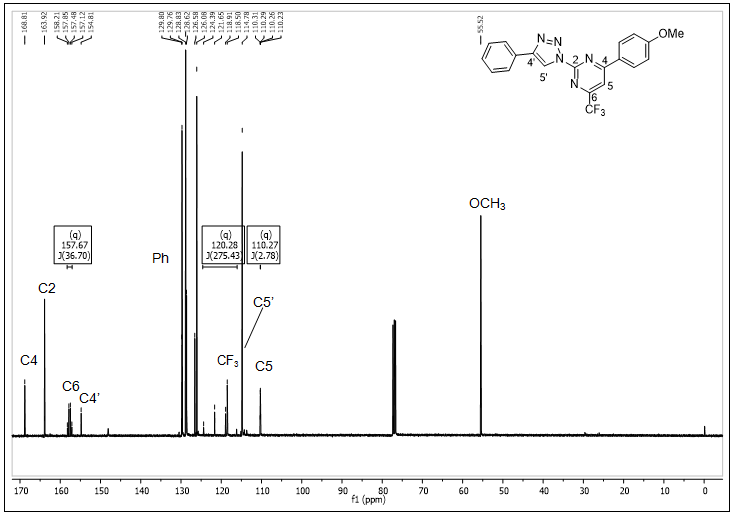 168.81
163.92
158.21
157.85
157.48
157.12
154.81
129.80
129.76
128.83
128.62
126.58
126.08
124.39
121.65
118.91
118.50
114.78
110.31
110.29
110.26
110.23
55.52
N
N
N
4'
5'
2
N
N
4
5
6
CF3
OMe
OCH3
(q)
157.67
J(36.70)
(q)
120.28
J(275.43)
(q)
110.27
J(2.78)
Ph
C2
C5'
C4
CF3
C5
C6
C4'
170 160 150 140 130 120 110 100 90 80 70 60 50 40 30 20 10 0
f1 (ppm)